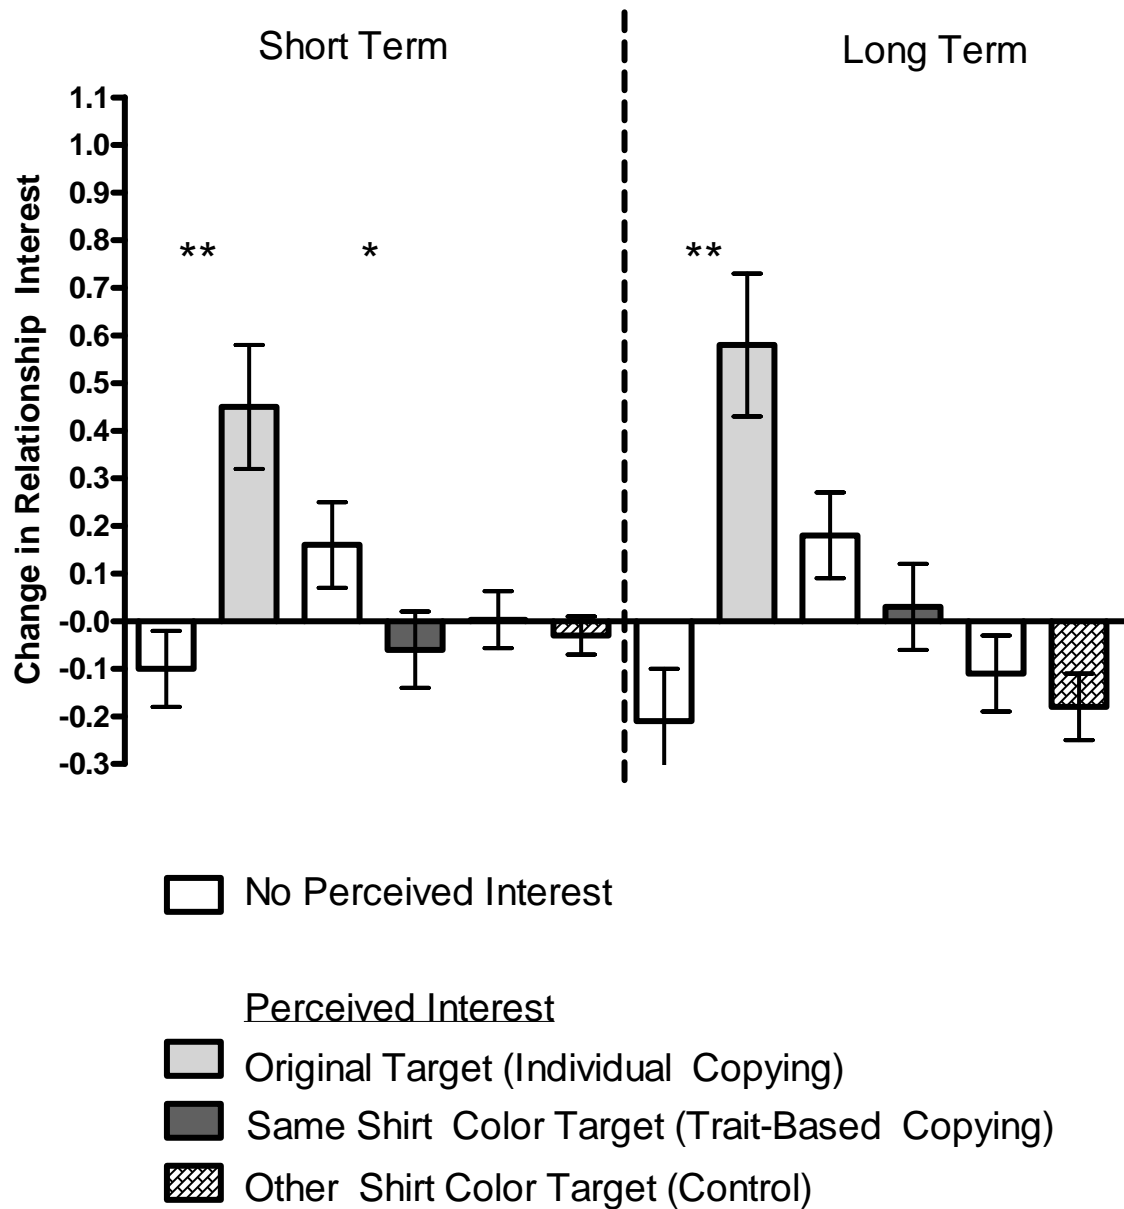 Short Term
Long Term
Change in Relationship Interest
1.1
1.0
0.9
0.8
0.7
0.6
0.5
0.4
0.3
0.2
0.1
-0.0
-0.1
-0.2
-0.3
**
*
**
No Perceived Interest
Perceived Interest
Original Target (Individual Copying)
Same Shirt Color Target (Trait-Based Copying)
Other Shirt Color Target (Control)